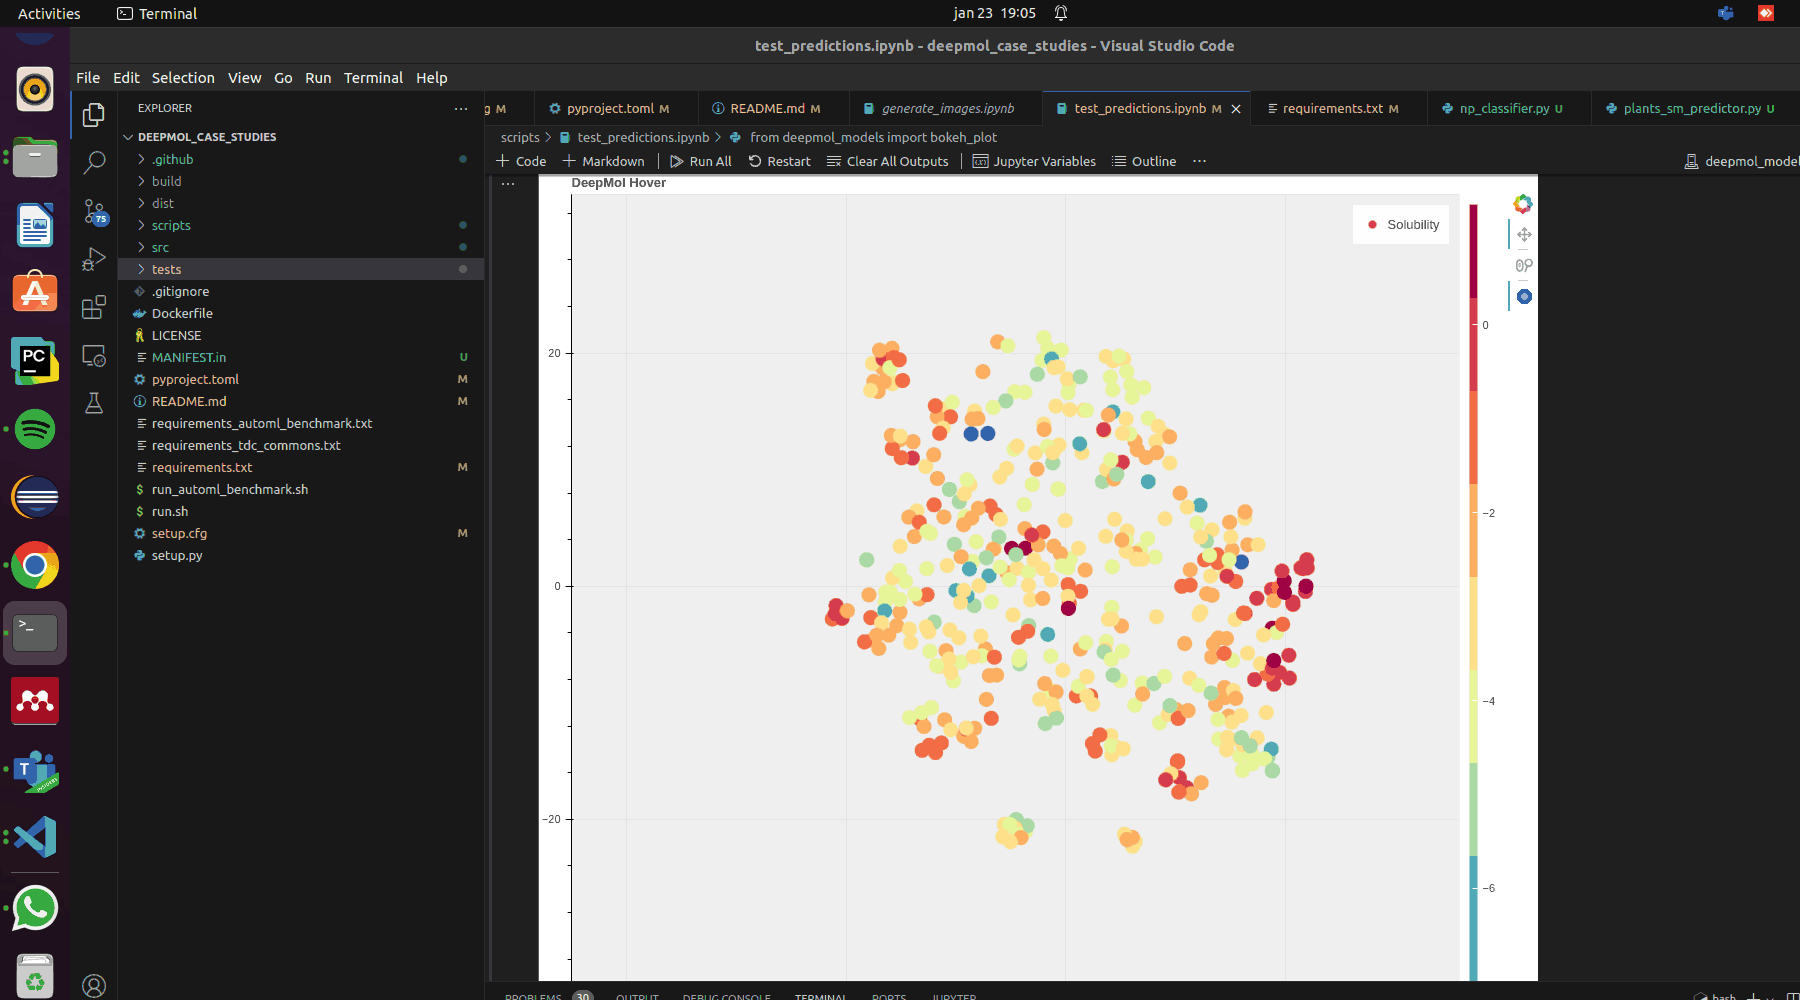 Activities
Terminal
jan 23 19:05
test_predictions.ipynb - deepmol_case_studies - Visual Studio Code
File Edit Selection View Go Run Terminal Help
EXPLORER
DEEPMOL_CASE_STUDIES
.github
build
dist
scripts
src
tests
.gitignore
Dockerfile
LICENSE
MANIFEST.in U
pyproject.toml M
README.md M
requirements_automl_benchmark.txt
requirements_tdc_commons.txt
requirements.txt M
$ run_automl_benchmark.sh
$ run.sh
setup.cfg M
setup.py
75
PC
>_
T
g M
pyproject.toml M
README.md M
generate_images.ipynb
test_predictions.ipynb M
requirements.txt M
np_classifier.py U
plants_sm_predictor.py U
scripts > test_predictions.ipynb > from deepmol_models import bokeh_plot
Code
Markdown
Run All
Restart
Clear All Outputs
Jupyter Variables
Outline
deepmol_model
DeepMol Hover
Solubility
20
0
−20
0
−2
−4
−6
PROBLEMS 30 OUTPUT DEBUG CONSOLE TERMINAL PORTS JUPYTER
bash